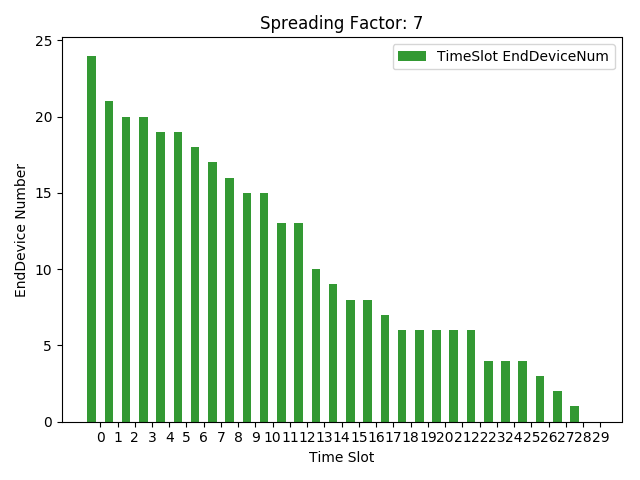 Spreading Factor: 7
TimeSlot EndDeviceNum
EndDevice Number
25
20
15
10
5
0
0 1 2 3 4 5 6 7 8 9 10 11 12 13 14 15 16 17 18 19 20 21 22 23 24 25 26 27 28 29
Time Slot